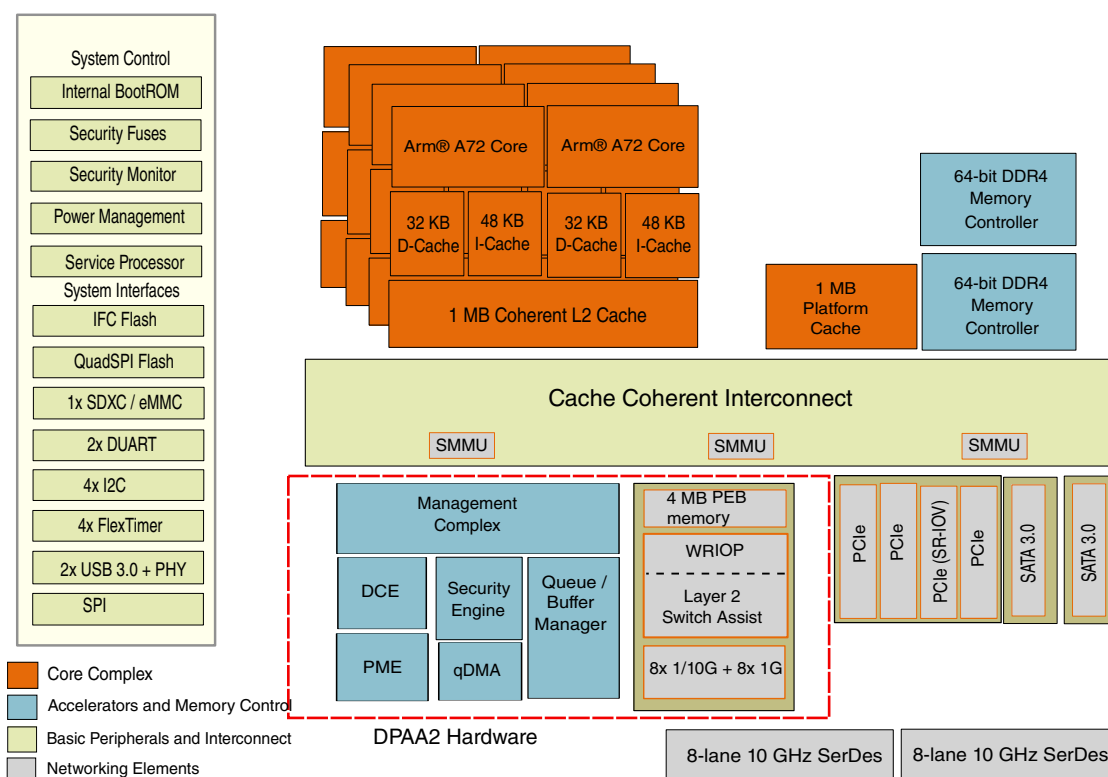 System Control
Internal BootROM
Security Fuses
Security Monitor
Power Management
Service Processor
System Interfaces
IFC Flash
QuadSPI Flash
1x SDXC / eMMC
2x DUART
4x I2C
4x FlexTimer
2x USB 3.0 + PHY
SPI
Core Complex
Accelerators and Memory Control
Basic Peripherals and Interconnect
Networking Elements
Arm® A72 Core
Arm® A72 Core
32 KB
D-Cache
48 KB
I-Cache
32 KB
D-Cache
48 KB
I-Cache
1 MB Coherent L2 Cache
1 MB
Platform
Cache
64-bit DDR4
Memory
Controller
64-bit DDR4
Memory
Controller
Cache Coherent Interconnect
SMMU
SMMU
SMMU
Management
Complex
DCE
Security
Engine
Queue /
Buffer
Manager
PME
qDMA
4 MB PEB
memory
WRIOP
Layer 2
Switch Assist
8x 1/10G + 8x 1G
PCIe
PCIe
PCIe (SR-IOV)
PCIe
SATA 3.0
SATA 3.0
DPAA2 Hardware
8-lane 10 GHz SerDes
8-lane 10 GHz SerDes